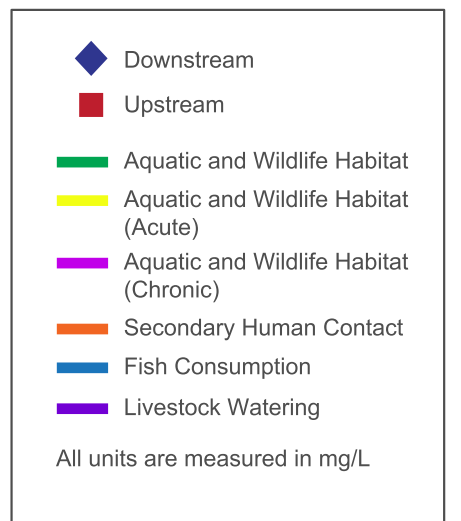 Downstream
Upstream
Aquatic and Wildlife Habitat
Aquatic and Wildlife Habitat
(Acute)
Aquatic and Wildlife Habitat
(Chronic)
Secondary Human Contact
Fish Consumption
Livestock Watering
All units are measured in mg/L